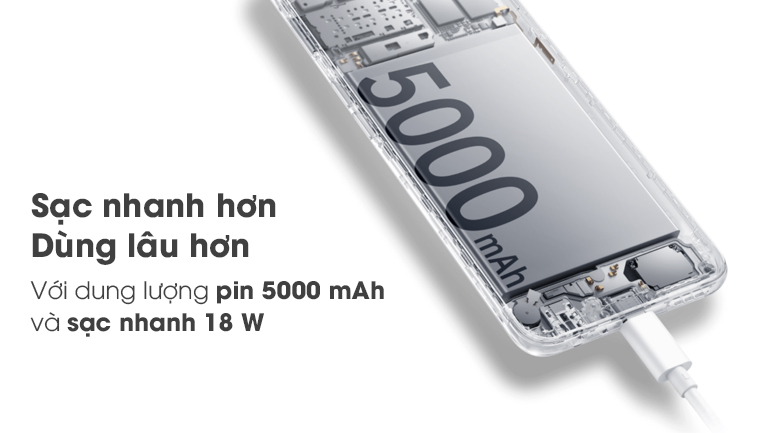 Sạc nhanh hơn
Dùng lâu hơn
Với dung lượng pin 5000 mAh
và sạc nhanh 18 W
5000 mAh